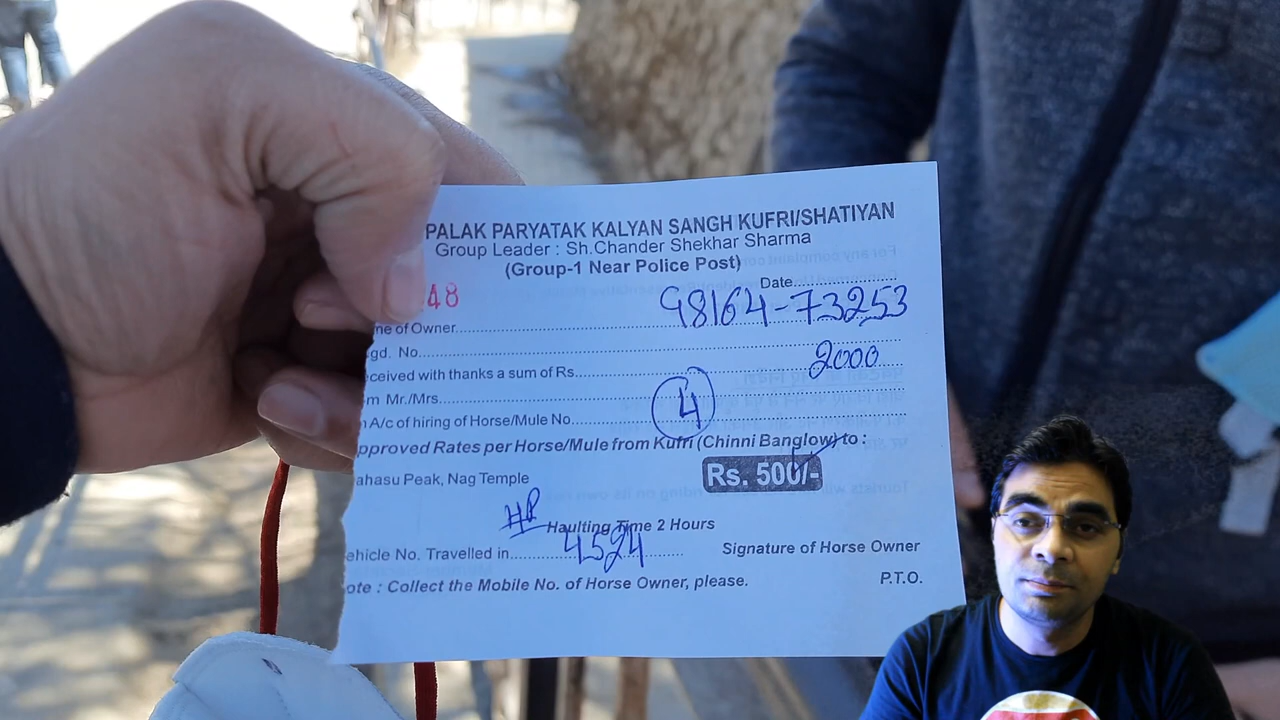 PALAK PARYATAK KALYAN SANGH KUFRI/SHATIYAN
Group Leader : Sh.Chander Shekhar Sharma
(Group-1 Near Police Post)
48 Date..................
ne of Owner.................... 98164-73253
gd. No....................
eceived with thanks a sum of Rs.................... 2000
m Mr./Mrs....................
A/c of hiring of Horse/Mule No.................... 4
pproved Rates per Horse/Mule from Kufri (Chinni Banglow) to :
ahasu Peak, Nag Temple Rs. 500/-
HP
Haulting Time 2 Hours
ehicle No. Travelled in.................... 4524 Signature of Horse Owner
ote : Collect the Mobile No. of Horse Owner, please. P.T.O.